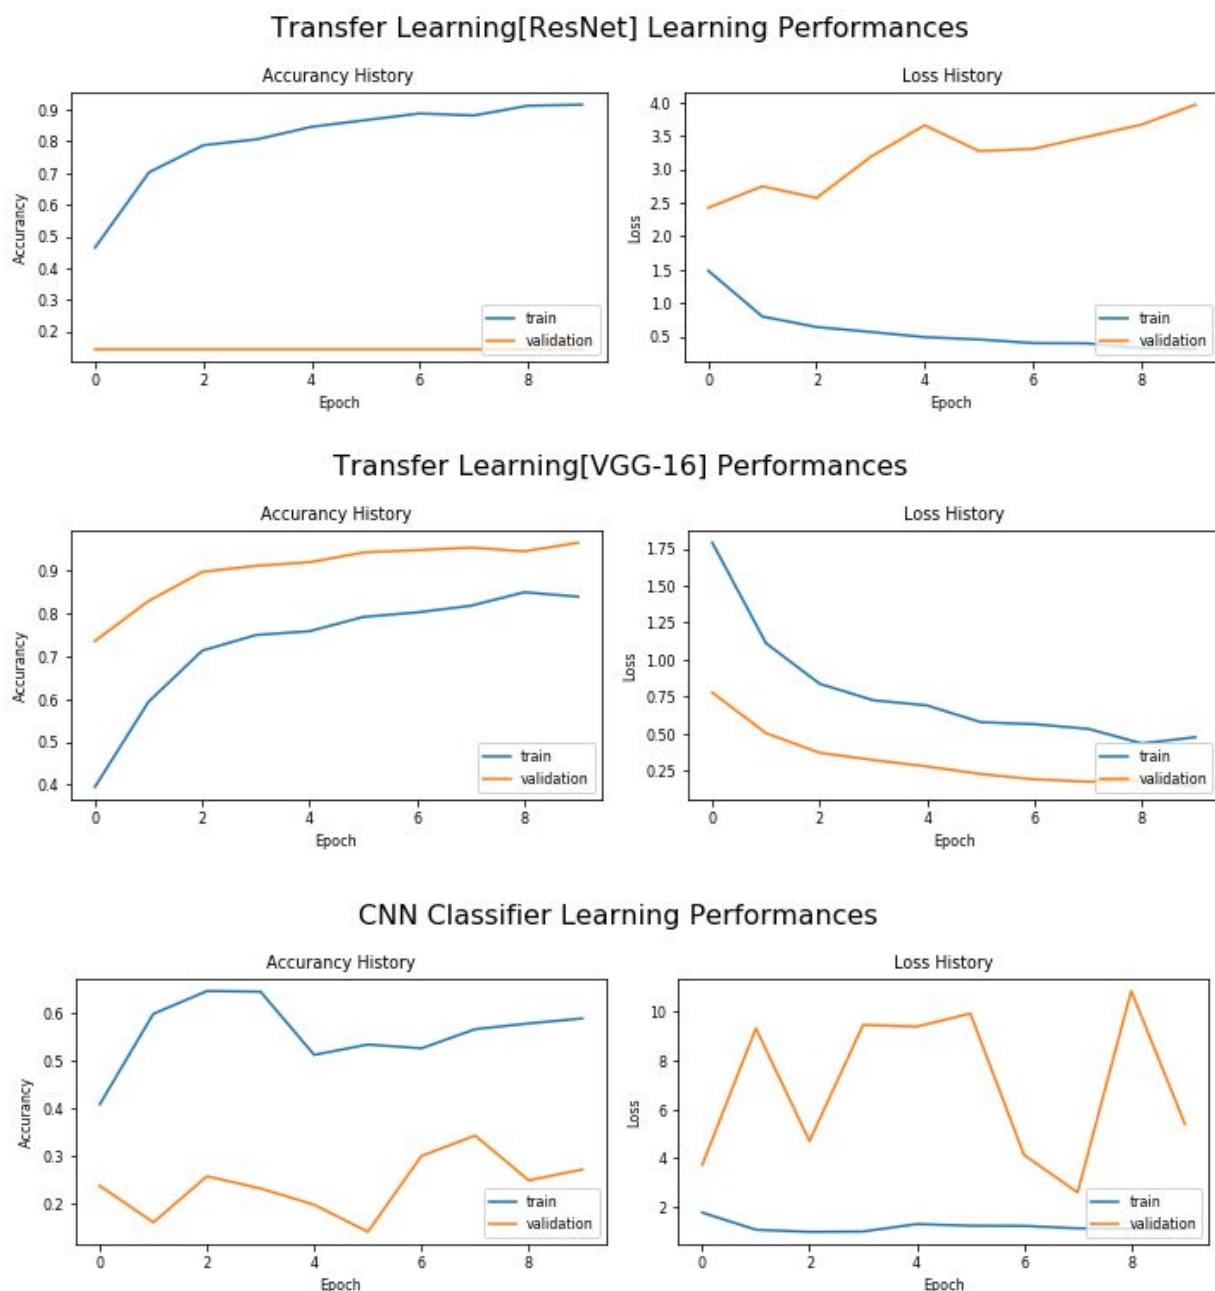 Transfer Learning[ResNet] Learning Performances
Accurancy History
Loss History
0.9
0.8
0.7
0.6
0.5
0.4
0.3
0.2
Accurancy
train
validation
0 2 4 6 8
Epoch
4.0
3.5
3.0
2.5
2.0
1.5
1.0
0.5
Loss
train
validation
0 2 4 6 8
Epoch
Transfer Learning[VGG-16] Performances
Accurancy History
Loss History
0.9
0.8
0.7
0.6
0.5
0.4
Accurancy
train
validation
0 2 4 6 8
Epoch
1.75
1.50
1.25
1.00
0.75
0.50
0.25
Loss
train
validation
0 2 4 6 8
Epoch
CNN Classifier Learning Performances
Accurancy History
Loss History
0.6
0.5
0.4
0.3
0.2
Accurancy
train
validation
0 2 4 6 8
Epoch
10
8
6
4
2
Loss
train
validation
0 2 4 6 8
Epoch